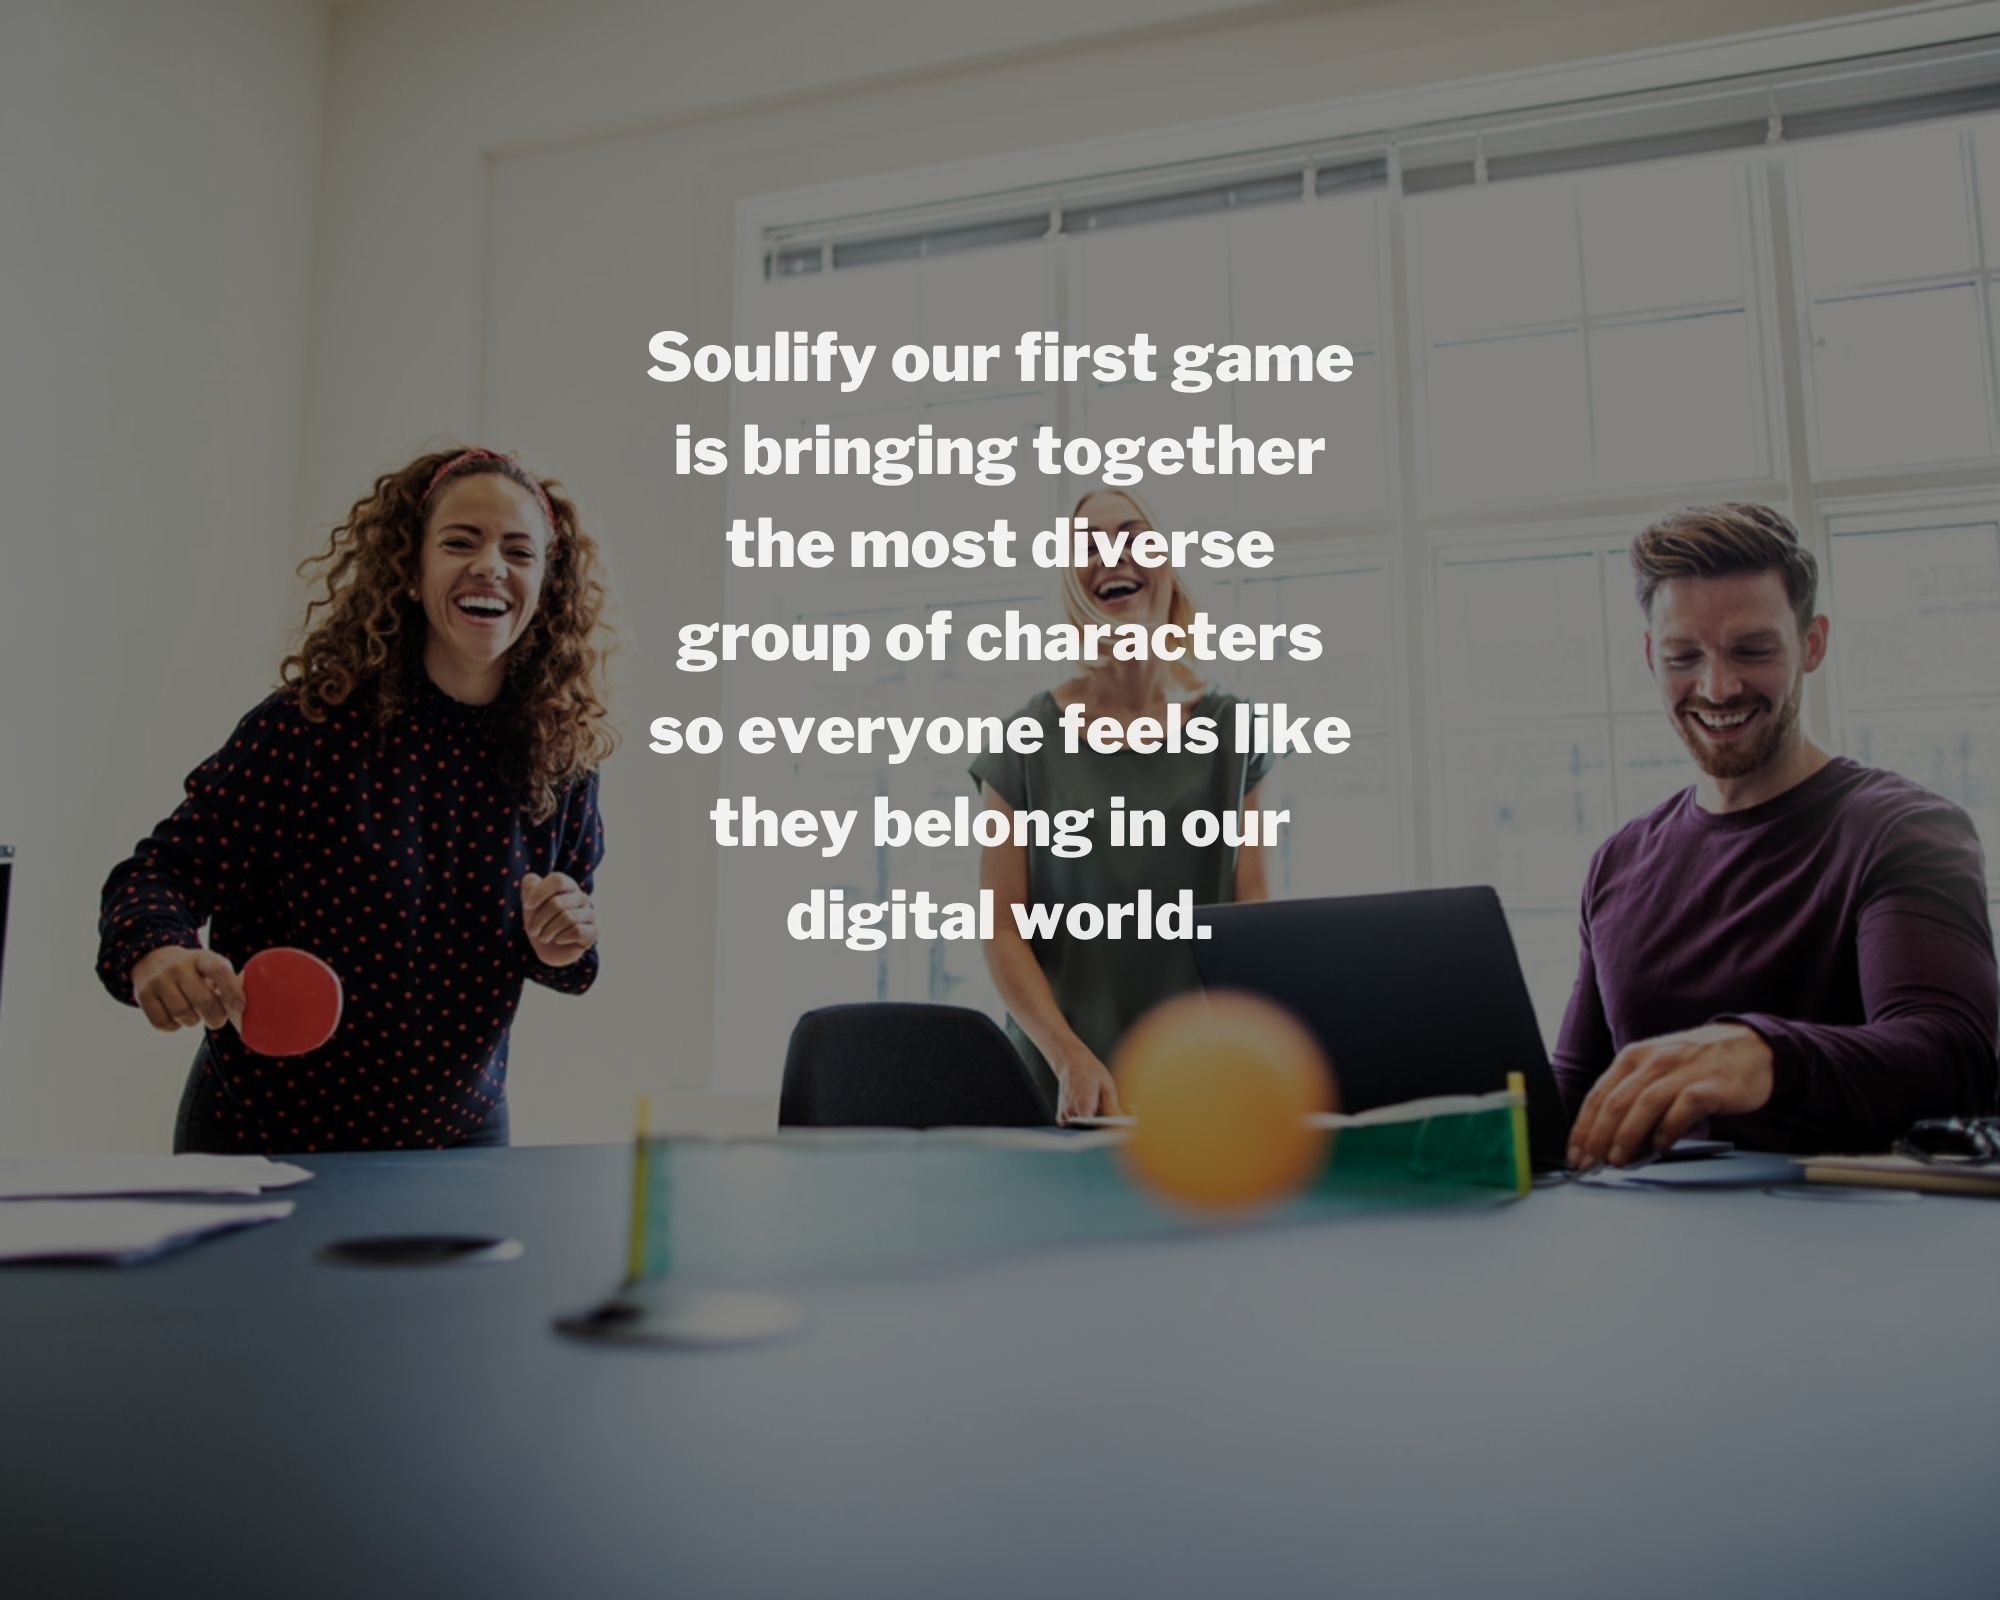 Soulify our first game
is bringing together
the most diverse
group of characters
so everyone feels like
they belong in our
digital world.